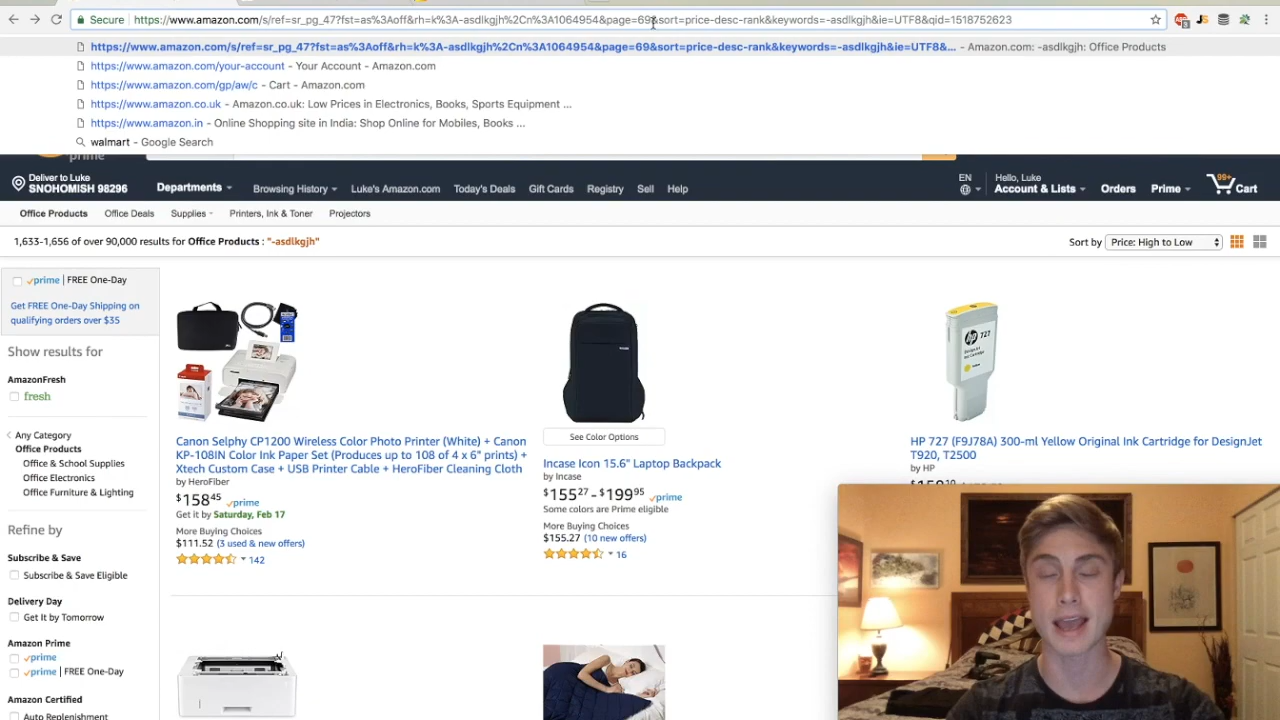 Secure https://www.amazon.com/s/ref=sr_pg_47?fst=as%3Aoff&rh=k%3A-asdlkgjh%2Cn%3A1064954&page=69&sort=price-desc-rank&keywords=-asdlkgjh&ie=UTF8&qid=1518752623
https://www.amazon.com/s/ref=sr_pg_47?fst=as%3Aoff&rh=k%3A-asdlkgjh%2Cn%3A1064954&page=69&sort=price-desc-rank&keywords=-asdlkgjh&ie=UTF8&... - Amazon.com: -asdlkgjh: Office Products
https://www.amazon.com/your-account - Your Account - Amazon.com
https://www.amazon.com/gp/aw/c - Cart - Amazon.com
https://www.amazon.co.uk - Amazon.co.uk: Low Prices in Electronics, Books, Sports Equipment ...
https://www.amazon.in - Online Shopping site in India: Shop Online for Mobiles, Books ...
walmart - Google Search
prime
Deliver to Luke
SNOHOMISH 98296
Departments Browsing History Luke's Amazon.com Today's Deals Gift Cards Registry Sell Help
EN
Hello, Luke
Account & Lists Orders Prime 99+ Cart
Office Products Office Deals Supplies Printers, Ink & Toner Projectors
1,633-1,656 of over 90,000 results for Office Products : "-asdlkgjh"
Sort by Price: High to Low
prime | FREE One-Day
Get FREE One-Day Shipping on
qualifying orders over $35
Show results for
AmazonFresh
fresh
Any Category
Office Products
Office & School Supplies
Office Electronics
Office Furniture & Lighting
Refine by
Subscribe & Save
Subscribe & Save Eligible
Delivery Day
Get It by Tomorrow
Amazon Prime
prime
prime | FREE One-Day
Amazon Certified
Auto Replenishment
Canon Selphy CP1200 Wireless Color Photo Printer (White) + Canon
KP-108IN Color Ink Paper Set (Produces up to 108 of 4 x 6" prints) +
Xtech Custom Case + USB Printer Cable + HeroFiber Cleaning Cloth
by HeroFiber
$158 45 prime
Get it by Saturday, Feb 17
More Buying Choices
$111.52 (3 used & new offers)
142
See Color Options
Incase Icon 15.6" Laptop Backpack
by Incase
$155 27 - $199 95 prime
Some colors are Prime eligible
More Buying Choices
$155.27 (10 new offers)
16
727
HP 727 (F9J78A) 300-ml Yellow Original Ink Cartridge for DesignJet
T920, T2500
by HP